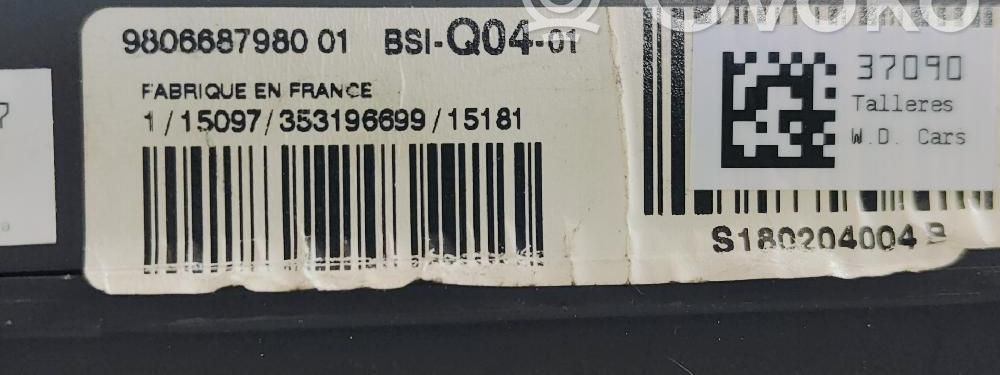 9806687980 01 BSI-Q04-01
FABRIQUE EN FRANCE
1/15097/353196699/15181
37090
Talleres
W.D. Cars
S180204004